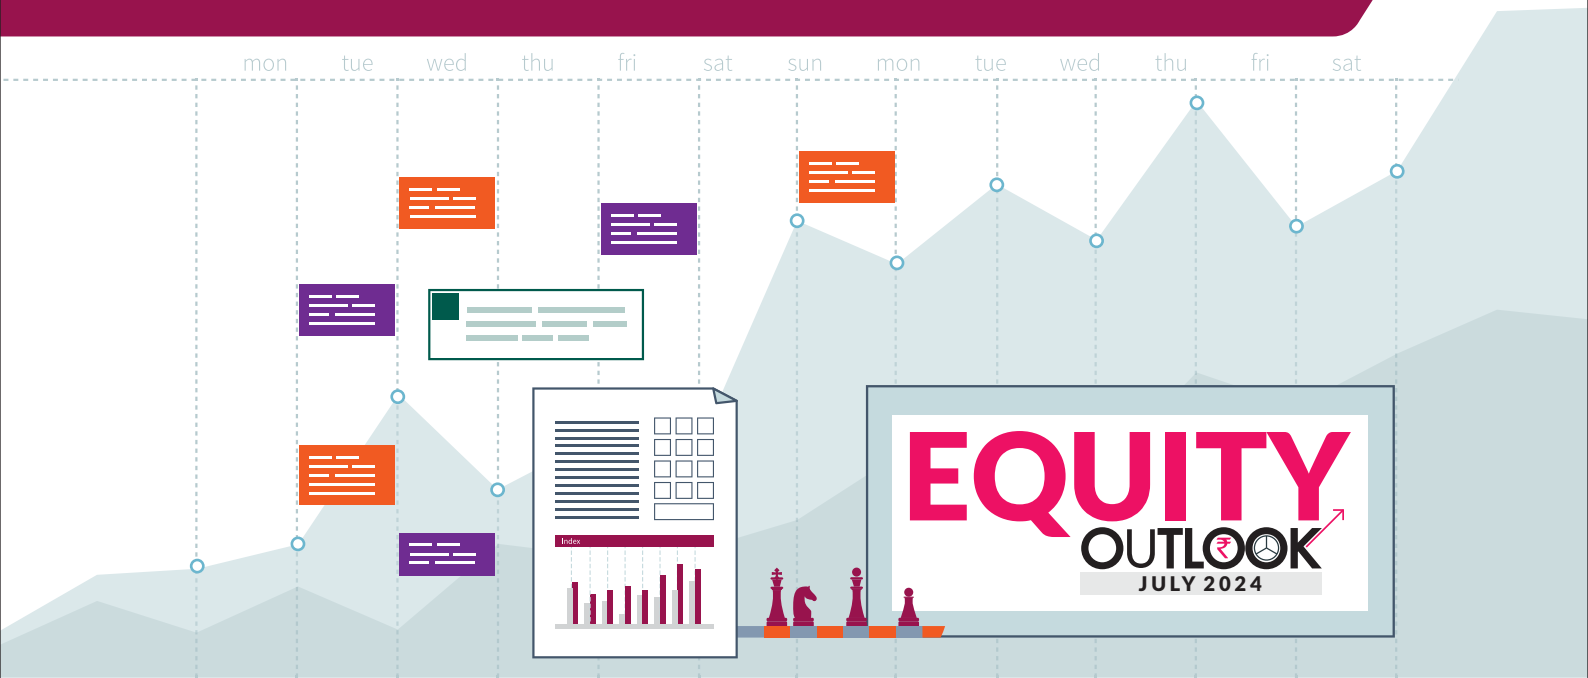 mon tue wed thu fri sat sun mon tue wed thu fri sat
Index
EQUITY
OUTLOOK
JULY 2024